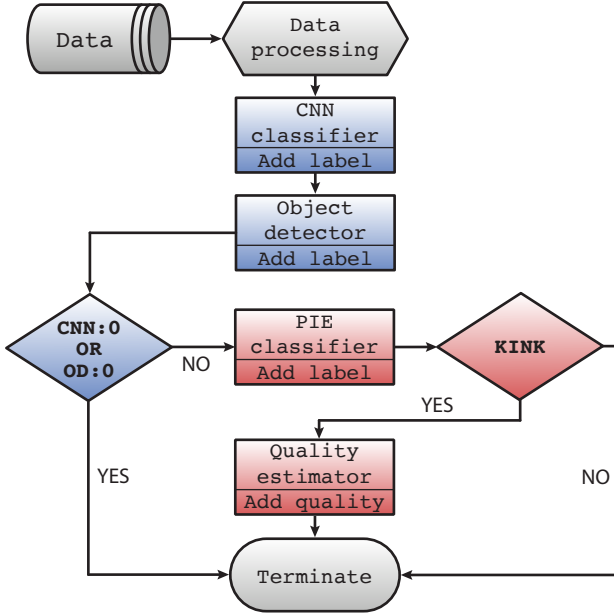 Data
Data
processing
CNN
classifier
Add label
Object
detector
Add label
CNN:0
OR
OD:0
NO
PIE
classifier
Add label
KINK
YES
Quality
estimator
Add quality
YES
NO
Terminate